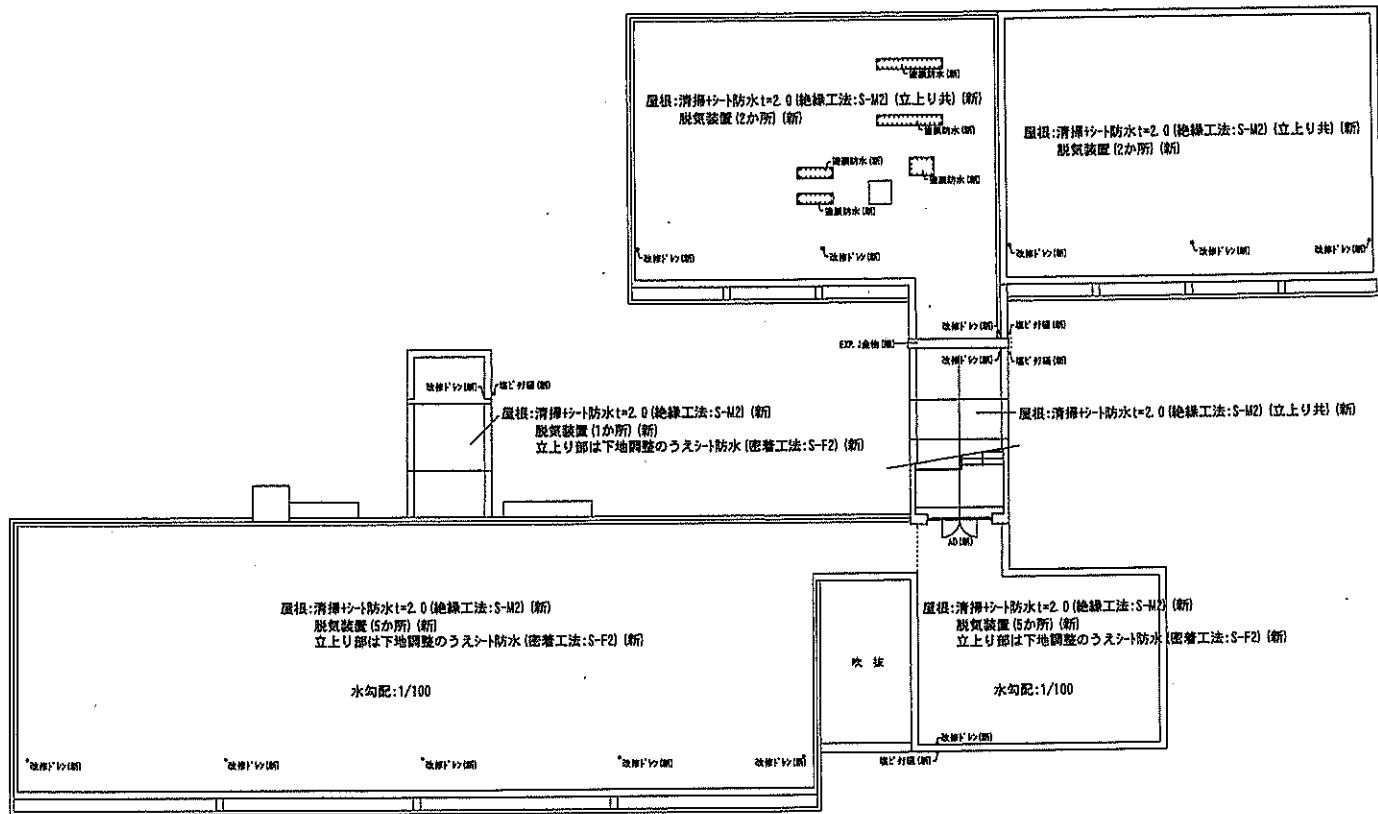 塗膜防水(新)
屋根:清掃+シート防水t=2.0(絶縁工法:S-M2)(立上り共)(新)
脱気装置(2か所)(新)
塗膜防水(新)
塗膜防水(新)
塗膜防水(新)
塗膜防水(新)
屋根:清掃+シート防水t=2.0(絶縁工法:S-M2)(立上り共)(新)
脱気装置(2か所)(新)
改修ドレン(新)
改修ドレン(新)
改修ドレン(新)
改修ドレン(新)
改修ドレン(新)
改修ドレン(新)
塩ビ対策(新)
EXP.J金物(新)
改修ドレン(新)
改修ドレン(新)
屋根:清掃+シート防水t=2.0(絶縁工法:S-M2)(新)
脱気装置(1か所)(新)
立上り部は下地調整のうえシート防水(密着工法:S-F2)(新)
屋根:清掃+シート防水t=2.0(絶縁工法:S-M2)(立上り共)(新)
AD(新)
屋根:清掃+シート防水t=2.0(絶縁工法:S-M2)(新)
脱気装置(5か所)(新)
立上り部は下地調整のうえシート防水(密着工法:S-F2)(新)
水勾配:1/100
吹抜
屋根:清掃+シート防水t=2.0(絶縁工法:S-M2)(新)
脱気装置(5か所)(新)
立上り部は下地調整のうえシート防水(密着工法:S-F2)(新)
水勾配:1/100
改修ドレン(新)
改修ドレン(新)
改修ドレン(新)
改修ドレン(新)
改修ドレン(新)
改修ドレン(新)